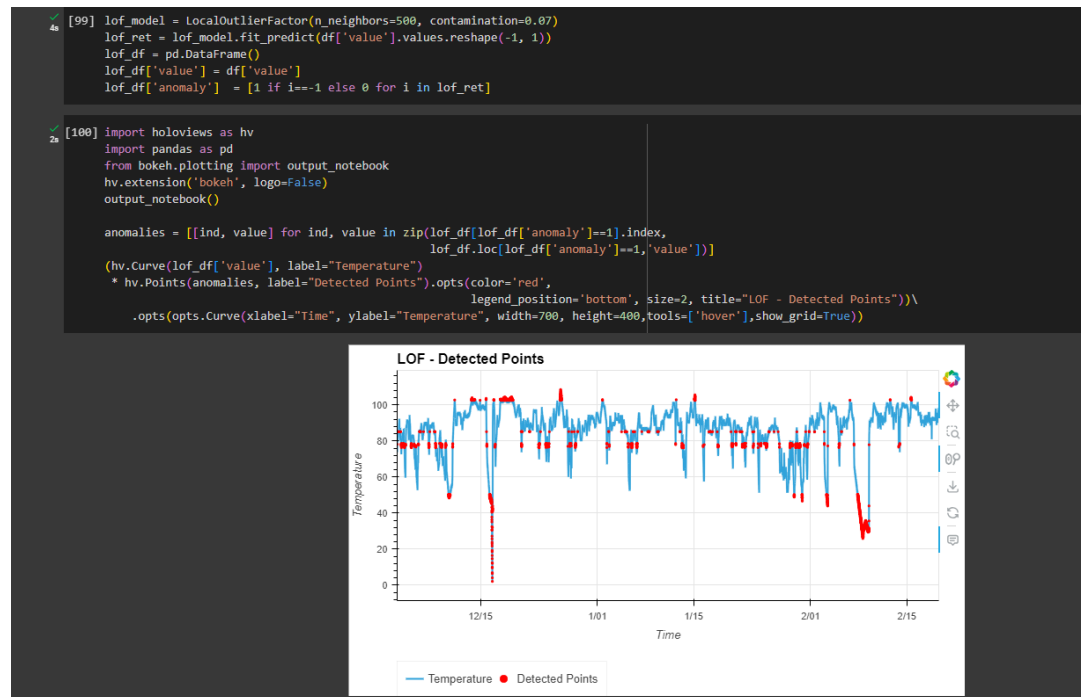 [99] lof_model = LocalOutlierFactor(n_neighbors=500, contamination=0.07)
4s
lof_ret = lof_model.fit_predict(df['value'].values.reshape(-1, 1))
lof_df = pd.DataFrame()
lof_df['value'] = df['value']
lof_df['anomaly']  = [1 if i==-1 else 0 for i in lof_ret]
[100] import holoviews as hv
2s
import pandas as pd
from bokeh.plotting import output_notebook
hv.extension('bokeh', logo=False)
output_notebook()
anomalies = [[ind, value] for ind, value in zip(lof_df[lof_df['anomaly']==1].index,
lof_df.loc[lof_df['anomaly']==1,'value'])]
(hv.Curve(lof_df['value'], label="Temperature")
* hv.Points(anomalies, label="Detected Points").opts(color='red',
legend_position='bottom', size=2, title="LOF - Detected Points"))\
.opts(opts.Curve(xlabel="Time", ylabel="Temperature", width=700, height=400,tools=['hover'],show_grid=True))
LOF - Detected Points
100
80
60
40
20
0
Temperature
12/15 1/01 1/15 2/01 2/15
Time
Temperature Detected Points